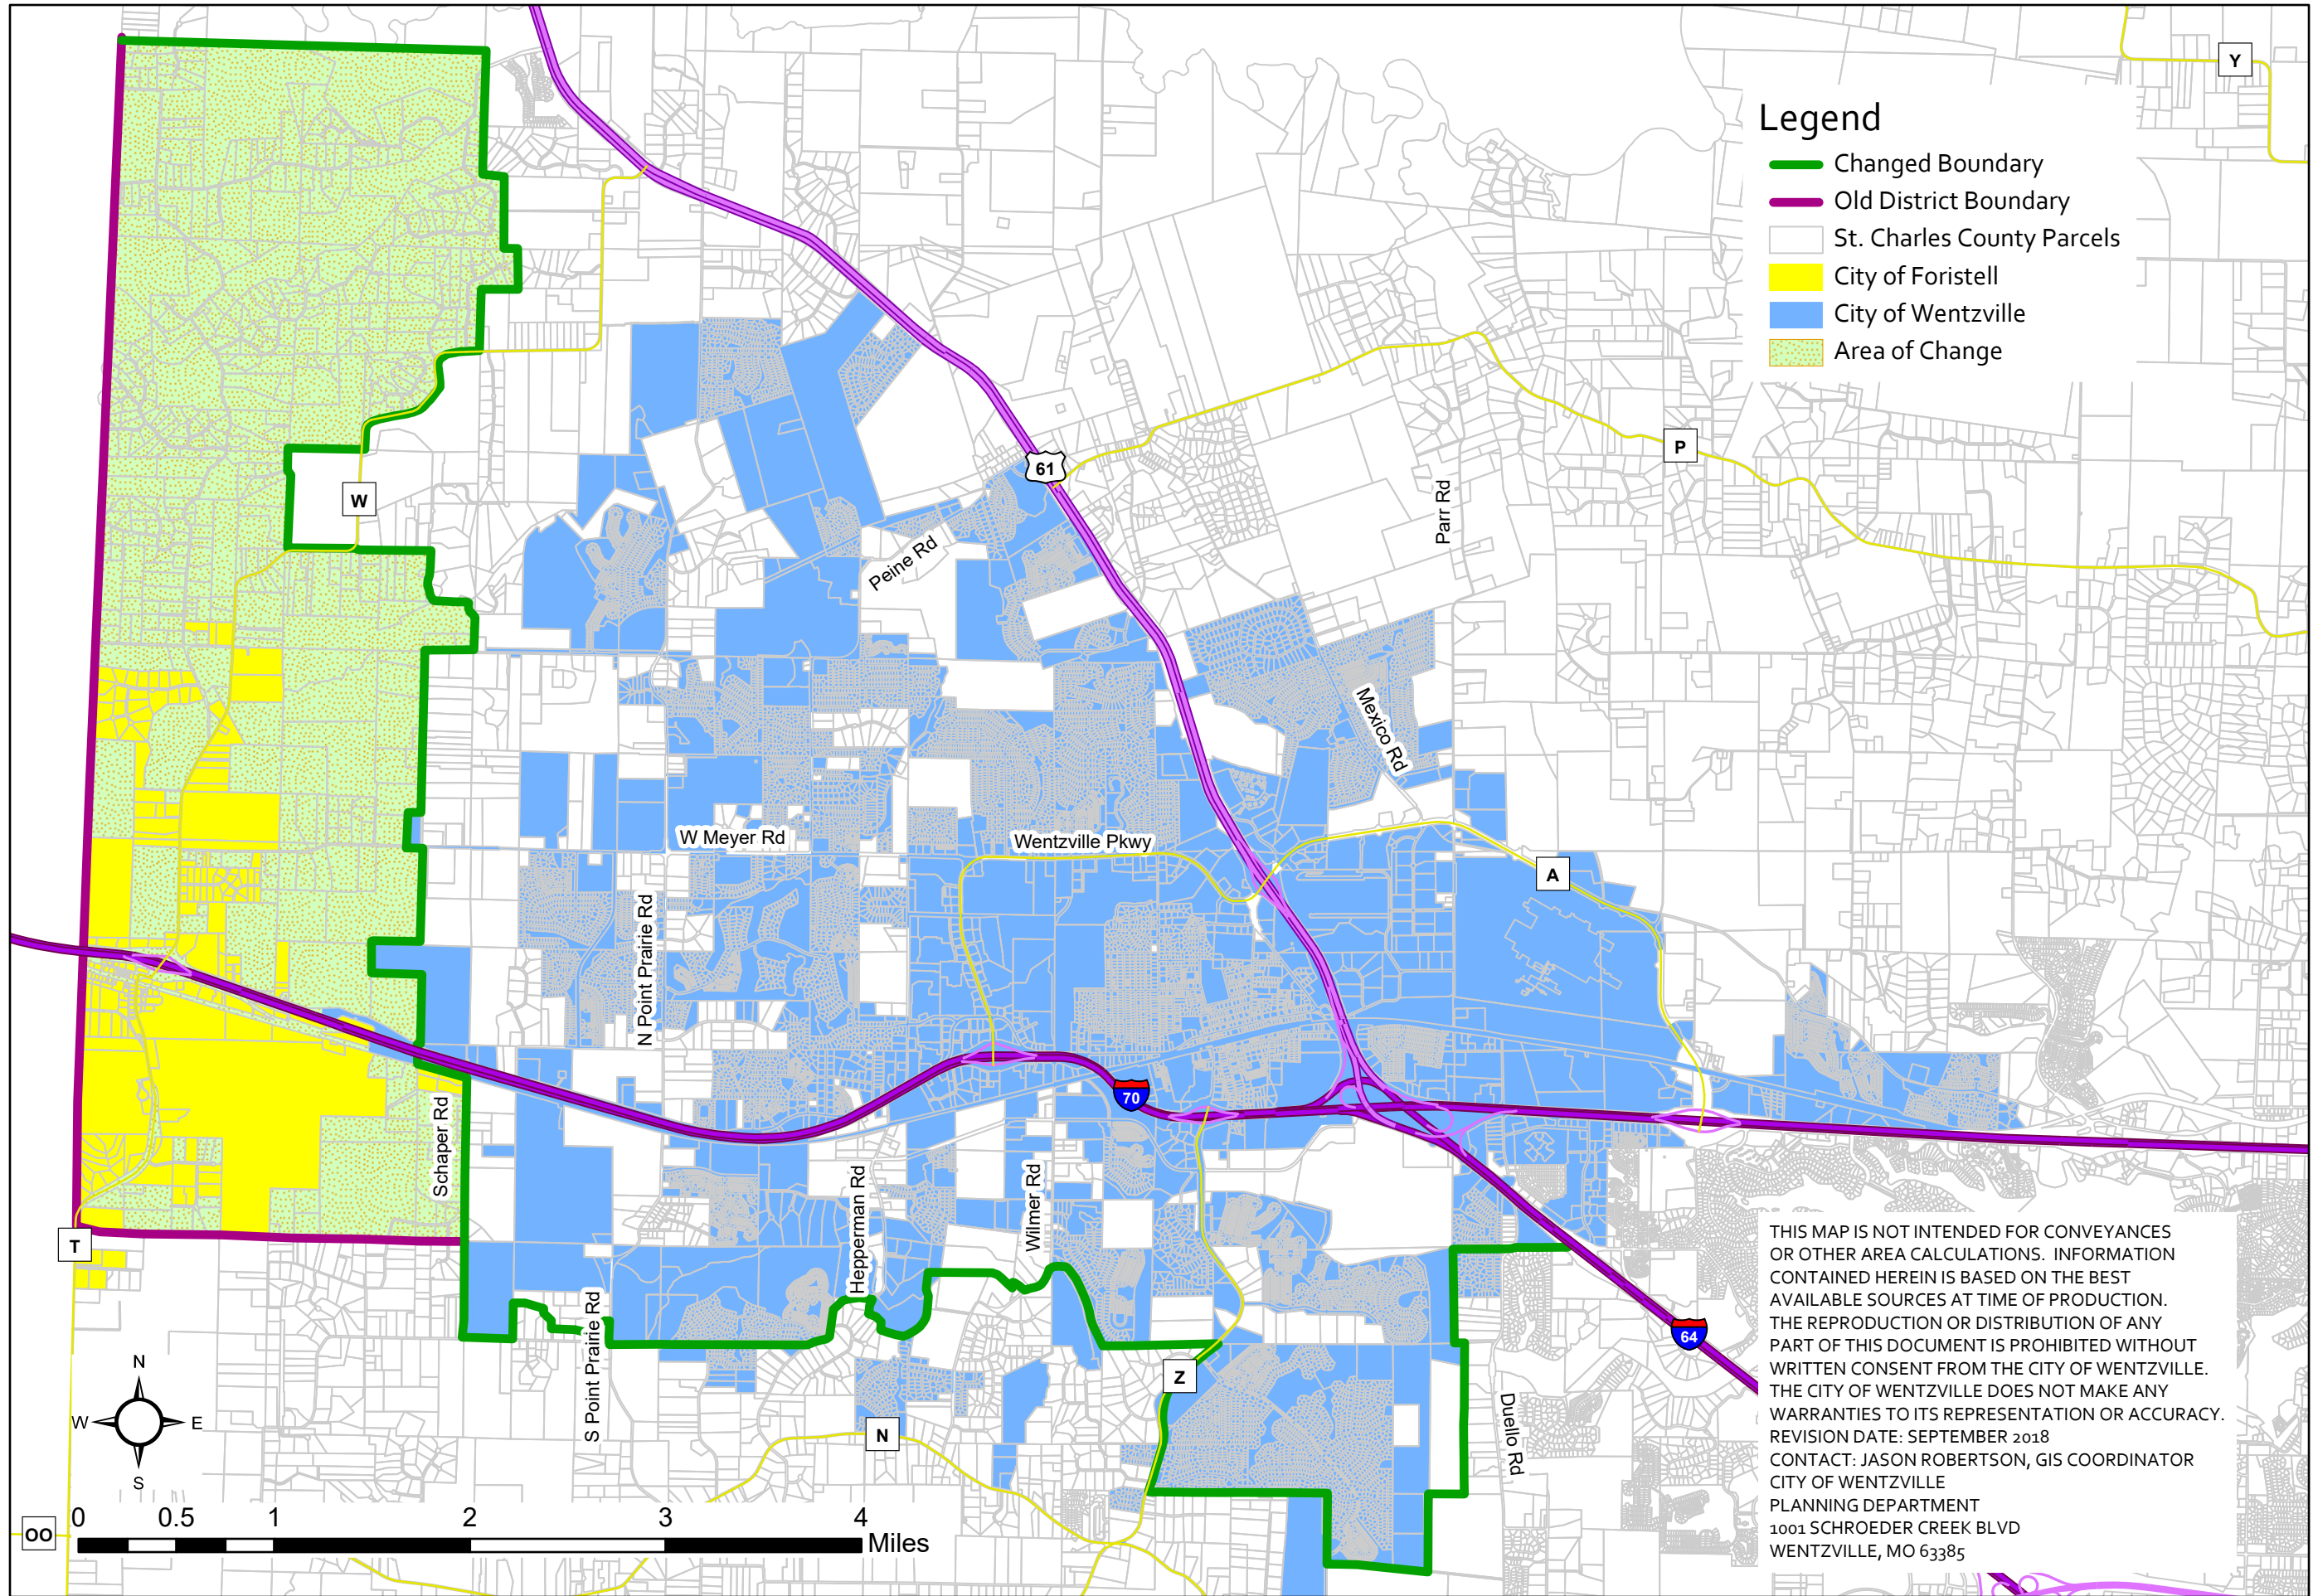 Y
Legend
Changed Boundary
Old District Boundary
St. Charles County Parcels
City of Foristell
City of Wentzville
Area of Change
P
61
W
Parr Rd
Peine Rd
Mexico Rd
W Meyer Rd
Wentzville Pkwy
A
N Point Prairie Rd
70
Schaper Rd
Hepperman Rd
Wilmer Rd
T
64
S Point Prairie Rd
Z
Duello Rd
N
THIS MAP IS NOT INTENDED FOR CONVEYANCES
OR OTHER AREA CALCULATIONS. INFORMATION
CONTAINED HEREIN IS BASED ON THE BEST
AVAILABLE SOURCES AT TIME OF PRODUCTION.
THE REPRODUCTION OR DISTRIBUTION OF ANY
PART OF THIS DOCUMENT IS PROHIBITED WITHOUT
WRITTEN CONSENT FROM THE CITY OF WENTZVILLE.
THE CITY OF WENTZVILLE DOES NOT MAKE ANY
WARRANTIES TO ITS REPRESENTATION OR ACCURACY.
REVISION DATE: SEPTEMBER 2018
CONTACT: JASON ROBERTSON, GIS COORDINATOR
CITY OF WENTZVILLE
PLANNING DEPARTMENT
1001 SCHROEDER CREEK BLVD
WENTZVILLE, MO 63385
N
W E
S
0 0.5 1 2 3 4
Miles
OO